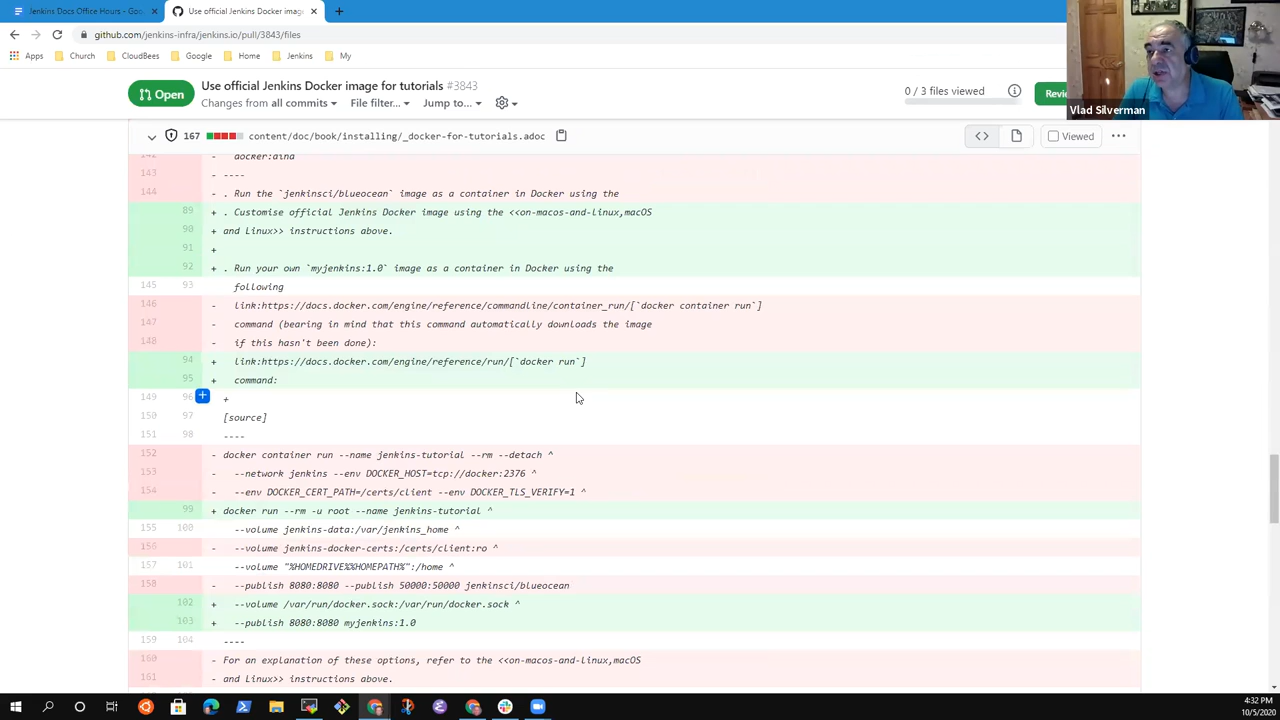 Jenkins Docs Office Hours - Goo
Use official Jenkins Docker imag
github.com/jenkins-infra/jenkins.io/pull/3843/files
Apps Church CloudBees Google Home Jenkins My
Open
Use official Jenkins Docker image for tutorials #3843
Changes from all commits File filter... Jump to...
0 / 3 files viewed
Revi
Vlad Silverman
167 content/doc/book/installing/_docker-for-tutorials.adoc
Viewed
142 docker:dind
143 - ----
144 - . Run the `jenkinsci/blueocean` image as a container in Docker using the
89 + . Customise official Jenkins Docker image using the <<on-macos-and-linux,macOS
90 + and Linux>> instructions above.
91 +
92 + . Run your own `myjenkins:1.0` image as a container in Docker using the
145 93 following
146 - link:https://docs.docker.com/engine/reference/commandline/container_run/[`docker container run`]
147 - command (bearing in mind that this command automatically downloads the image
148 - if this hasn't been done):
94 + link:https://docs.docker.com/engine/reference/run/[`docker run`]
95 + command:
149 96 +
150 97 [source]
151 98 ----
152 - docker container run --name jenkins-tutorial --rm --detach ^
153 - --network jenkins --env DOCKER_HOST=tcp://docker:2376 ^
154 - --env DOCKER_CERT_PATH=/certs/client --env DOCKER_TLS_VERIFY=1 ^
99 + docker run --rm -u root --name jenkins-tutorial ^
155 100 --volume jenkins-data:/var/jenkins_home ^
156 - --volume jenkins-docker-certs:/certs/client:ro ^
157 101 --volume "%HOMEDRIVE%%HOMEPATH%":/home ^
158 - --publish 8080:8080 --publish 50000:50000 jenkinsci/blueocean
102 + --volume /var/run/docker.sock:/var/run/docker.sock ^
103 + --publish 8080:8080 myjenkins:1.0
159 104 ----
160 - For an explanation of these options, refer to the <<on-macos-and-linux,macOS
161 - and Linux>> instructions above.
4:32 PM
10/5/2020